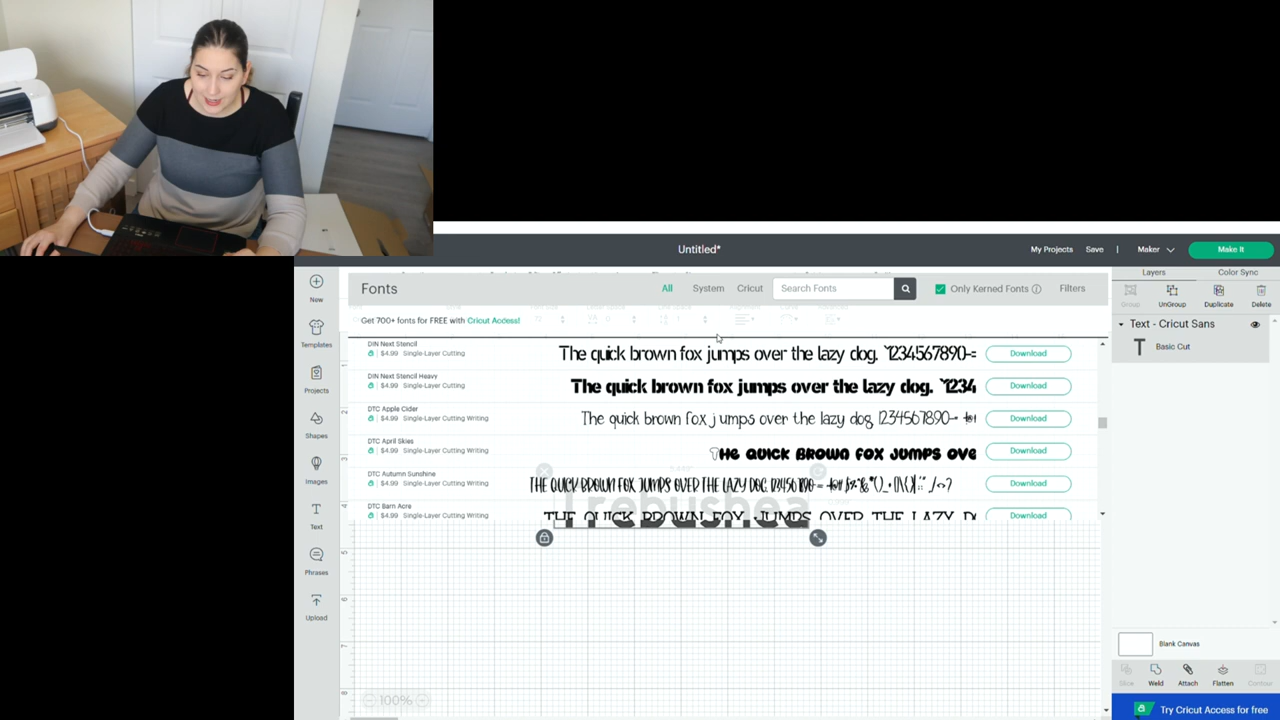 Untitled*
My Projects Save | Maker Make It
New
Templates
Projects
Shapes
Images
Text
Phrases
Upload
Fonts All System Cricut Search Fonts Only Kerned Fonts Filters
Get 700+ fonts for FREE with Cricut Access!
DIN Next Stencil
$4.99 Single-Layer Cutting
The quick brown fox jumps over the lazy dog. `1234567890-=
Download
DIN Next Stencil Heavy
$4.99 Single-Layer Cutting
The quick brown fox jumps over the lazy dog. `1234
Download
DTC Apple Cider
$4.99 Single-Layer Cutting Writing
The quick brown fox jumps over the lazy dog. 1234567890-=
Download
DTC April Skies
$4.99 Single-Layer Cutting Writing
THE QUICK BROWN FOX JUMPS OVE
Download
DTC Autumn Sunshine
$4.99 Single-Layer Cutting Writing
THE QUICK BROWN FOX JUMPS OVER THE LAZY DOG.
Download
DTC Barn Acre
$4.99 Single-Layer Cutting Writing
THE QUICK BROWN FOX JUMPS OVER THE LAZY D
Download
100%
Layers Color Sync
Group UnGroup Duplicate Delete
Text - Cricut Sans
Basic Cut
Blank Canvas
Slice Weld Attach Flatten Contour
Try Cricut Access for free